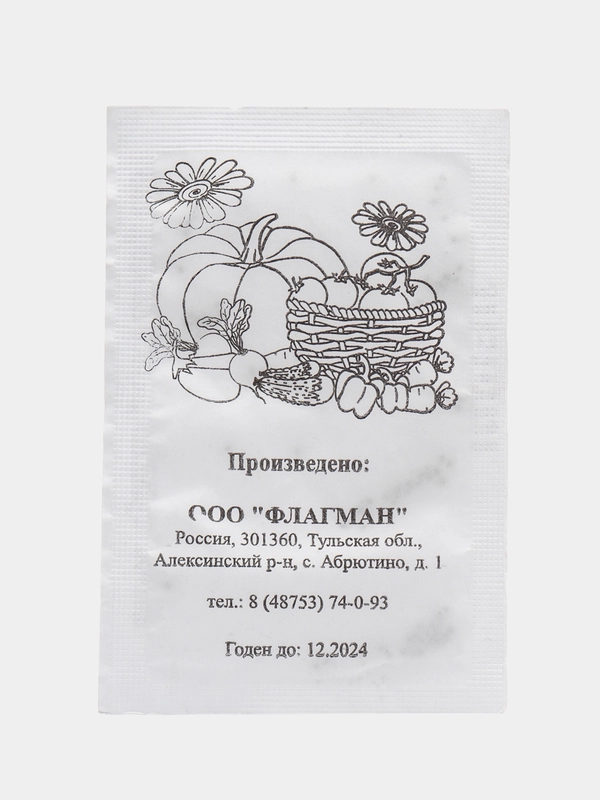 Произведено:
ООО "ФЛАГМАН"
Россия, 301360, Тульская обл.,
Алексинский р-н, с. Абрютино, д. 1
тел.: 8 (48753) 74-0-93
Годен до: 12.2024